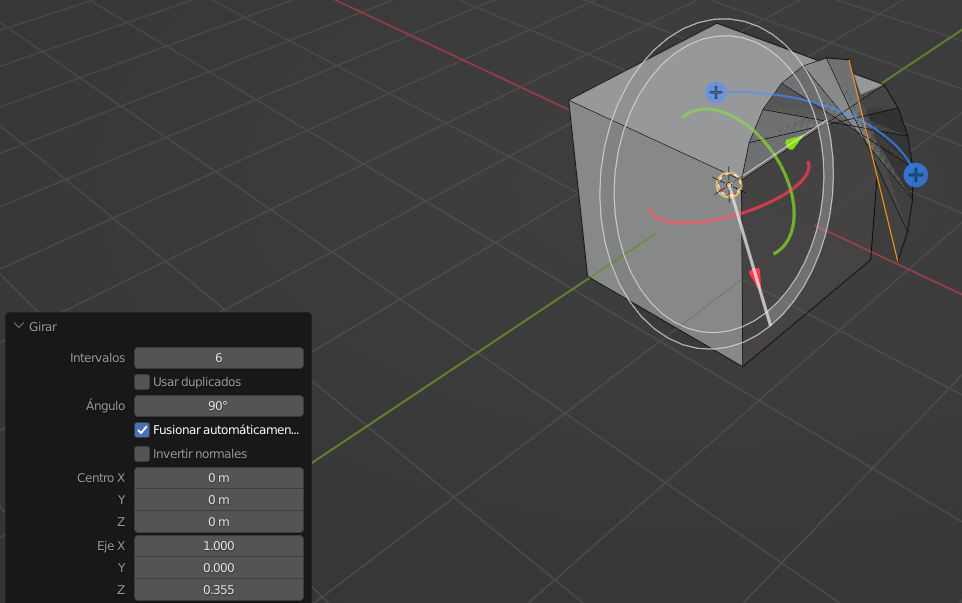 Girar
Intervalos 6
Usar duplicados
Ángulo 90°
Fusionar automáticamen...
Invertir normales
Centro X 0 m
Y 0 m
Z 0 m
Eje X 1.000
Y 0.000
Z 0.355